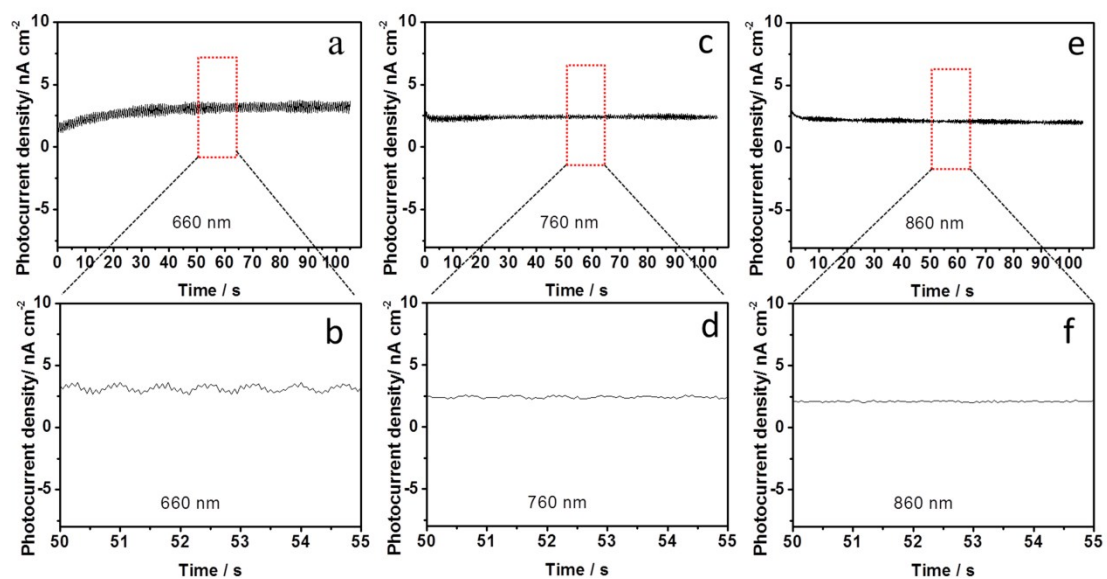 a
10
5
0
-5
0 10 20 30 40 50 60 70 80 90 100
Photocurrent density/ nA cm⁻²
660 nm
Time / s
c
10
5
0
-5
0 10 20 30 40 50 60 70 80 90 100
Photocurrent density/ nA cm⁻²
760 nm
Time / s
e
10
5
0
-5
0 10 20 30 40 50 60 70 80 90 100
Photocurrent density/ nA cm⁻²
860 nm
Time / s
b
10
5
0
-5
50 51 52 53 54 55
Photocurrent density/ nA cm⁻²
660 nm
Time / s
d
10
5
0
-5
50 51 52 53 54 55
Photocurrent density/ nA cm⁻²
760 nm
Time / s
f
10
5
0
-5
50 51 52 53 54 55
Photocurrent density/ nA cm⁻²
860 nm
Time / s